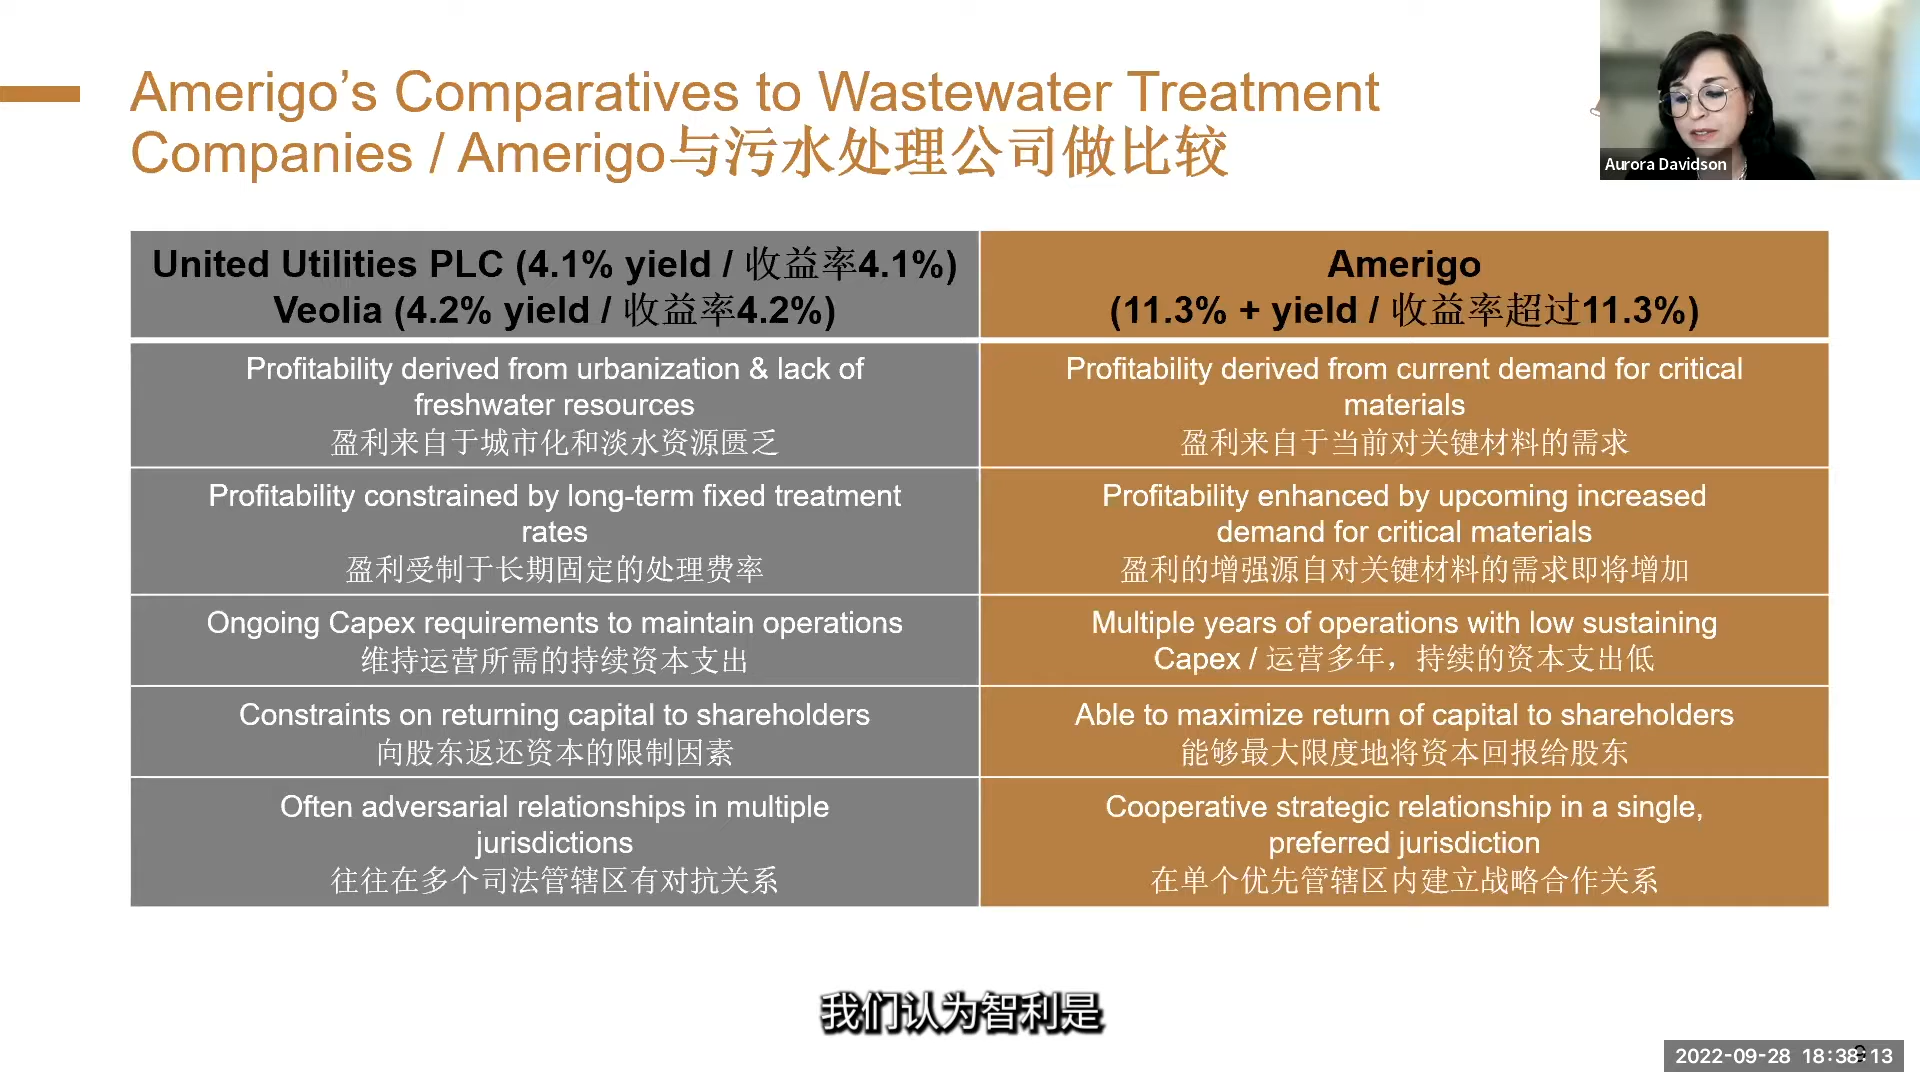 Amerigo’s Comparatives to Wastewater Treatment
Companies / Amerigo与污水处理公司做比较
Aurora Davidson
United Utilities PLC (4.1% yield / 收益率4.1%)
Veolia (4.2% yield / 收益率4.2%)
Amerigo
(11.3% + yield / 收益率超过11.3%)
Profitability derived from urbanization & lack of
freshwater resources
盈利来自于城市化和淡水资源匮乏
Profitability derived from current demand for critical
materials
盈利来自于当前对关键材料的需求
Profitability constrained by long-term fixed treatment
rates
盈利受制于长期固定的处理费率
Profitability enhanced by upcoming increased
demand for critical materials
盈利的增强源自对关键材料的需求即将增加
Ongoing Capex requirements to maintain operations
维持运营所需的持续资本支出
Multiple years of operations with low sustaining
Capex / 运营多年，持续的资本支出低
Constraints on returning capital to shareholders
向股东返还资本的限制因素
Able to maximize return of capital to shareholders
能够最大限度地将资本回报给股东
Often adversarial relationships in multiple
jurisdictions
往往在多个司法管辖区有对抗关系
Cooperative strategic relationship in a single,
preferred jurisdiction
在单个优先管辖区内建立战略合作关系
我们认为智利是
2022-09-28 18:38:13